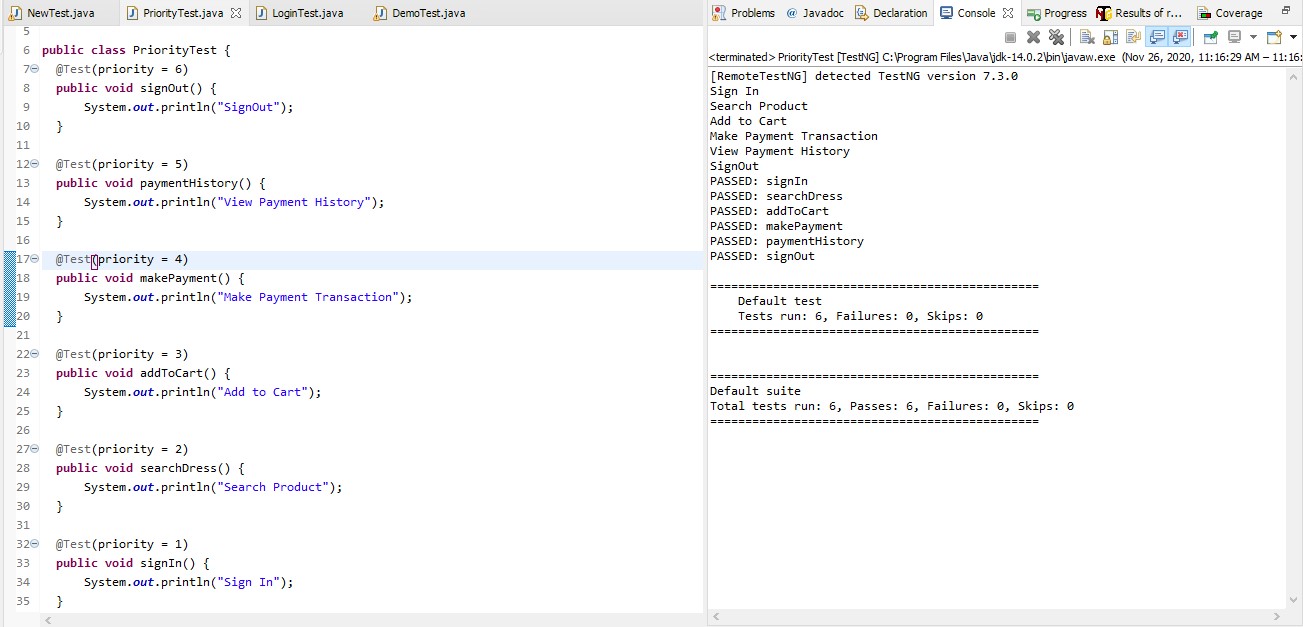 NewTest.java PriorityTest.java LoginTest.java DemoTest.java
5
6 public class PriorityTest {
7 @Test(priority = 6)
8 public void signOut() {
9 System.out.println("SignOut");
10 }
11
12 @Test(priority = 5)
13 public void paymentHistory() {
14 System.out.println("View Payment History");
15 }
16
17 @Test(priority = 4)
18 public void makePayment() {
19 System.out.println("Make Payment Transaction");
20 }
21
22 @Test(priority = 3)
23 public void addToCart() {
24 System.out.println("Add to Cart");
25 }
26
27 @Test(priority = 2)
28 public void searchDress() {
29 System.out.println("Search Product");
30 }
31
32 @Test(priority = 1)
33 public void signIn() {
34 System.out.println("Sign In");
35 }
Problems @ Javadoc Declaration Console Progress Results of r... Coverage
<terminated> PriorityTest [TestNG] C:\Program Files\Java\jdk-14.0.2\bin\javaw.exe (Nov 26, 2020, 11:16:29 AM – 11:16:
[RemoteTestNG] detected TestNG version 7.3.0
Sign In
Search Product
Add to Cart
Make Payment Transaction
View Payment History
SignOut
PASSED: signIn
PASSED: searchDress
PASSED: addToCart
PASSED: makePayment
PASSED: paymentHistory
PASSED: signOut
===============================================
Default test
Tests run: 6, Failures: 0, Skips: 0
===============================================
===============================================
Default suite
Total tests run: 6, Passes: 6, Failures: 0, Skips: 0
===============================================